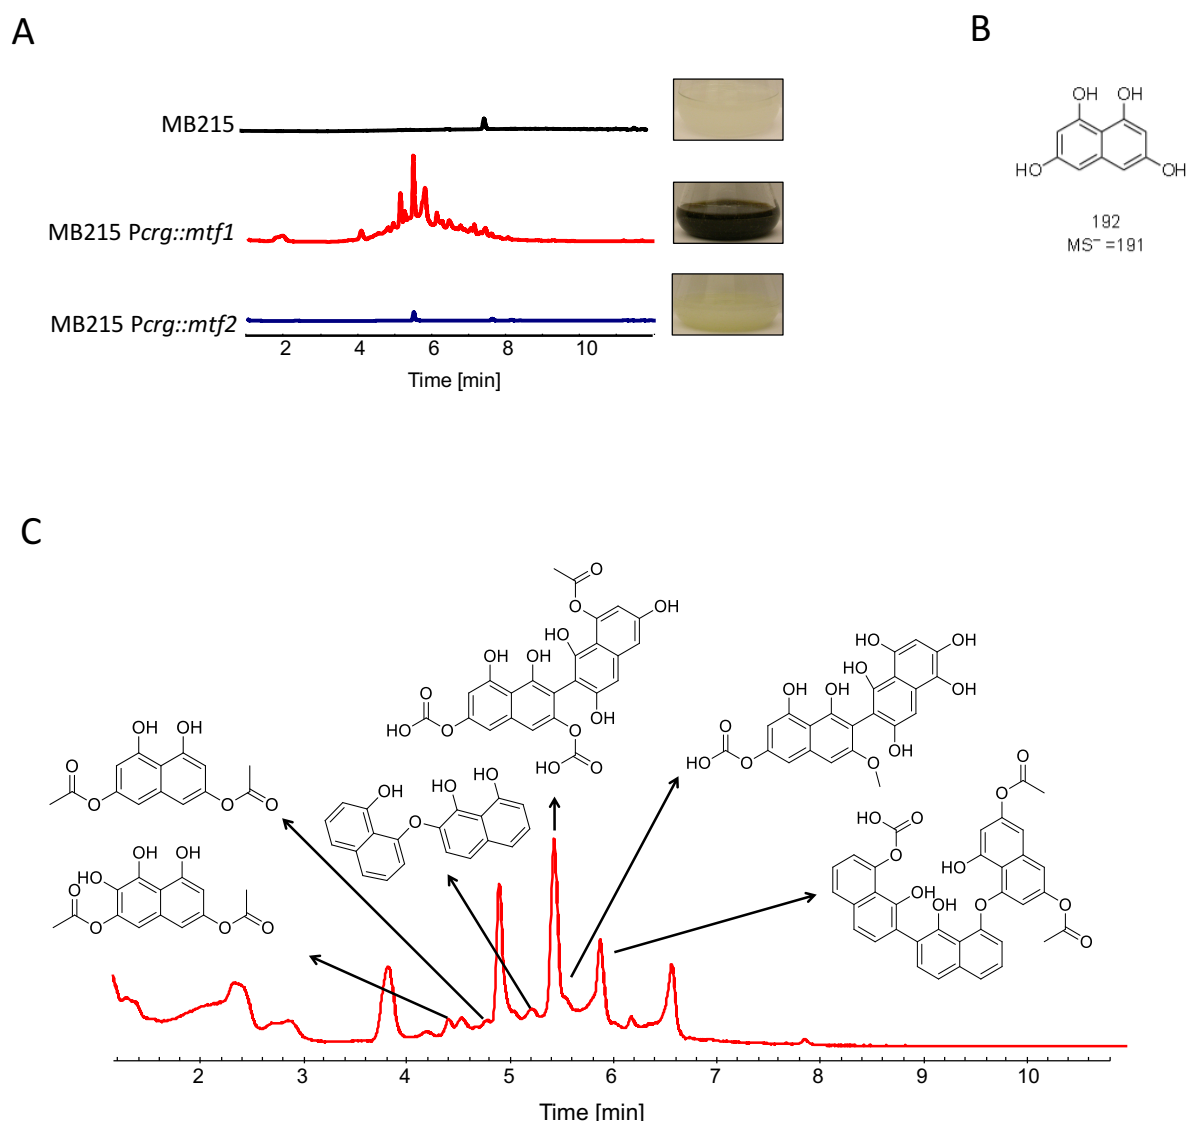 A
B
MB215
MB215 Pcrg::mtf1
MB215 Pcrg::mtf2
2 4 6 8 10
Time [min]
OH OH
HO OH
192
MS⁻ =191
C
O
O
OH
HO
OH OH
O
HO O
O
OH
O
HO O
HO OH
OH
HO
OH OH
OH
O
HO O
OH
O
OH OH
O O
O O
OH OH
HO
O O
O O
OH HO OH
O
O
O
HO O
O
HO
OH
OH
O
O
O
2 3 4 5 6 7 8 9 10
Time [min]